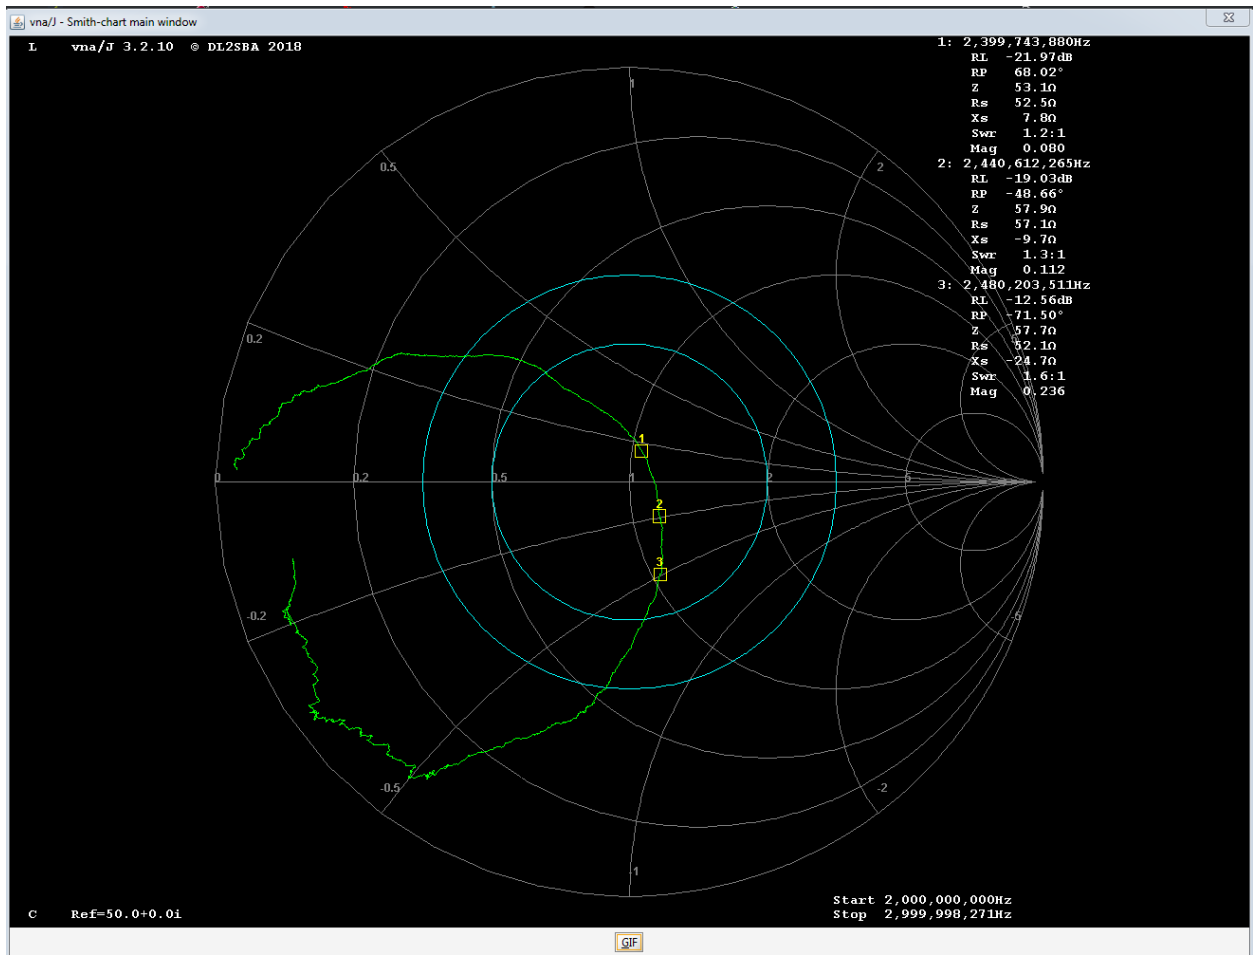 vna/J - Smith-chart main window
L vna/J 3.2.10 © DL2SBA 2018
1: 2,399,743,880Hz
RL -21.97dB
RP 68.02°
Z 53.1Ω
Rs 52.5Ω
Xs 7.8Ω
Swr 1.2:1
Mag 0.080
2: 2,440,612,265Hz
RL -19.03dB
RP -48.66°
Z 57.9Ω
Rs 57.1Ω
Xs -9.7Ω
Swr 1.3:1
Mag 0.112
3: 2,480,203,511Hz
RL -12.56dB
RP -71.50°
Z 57.7Ω
Rs 52.1Ω
Xs -24.7Ω
Swr 1.6:1
Mag 0.236
1
0.5
2
0.2
1
0 0.2 0.5 1 2 5
2
3
-0.2
-5
-0.5
-2
-1
Start 2,000,000,000Hz
C Ref=50.0+0.0i
Stop 2,999,998,271Hz
GIF